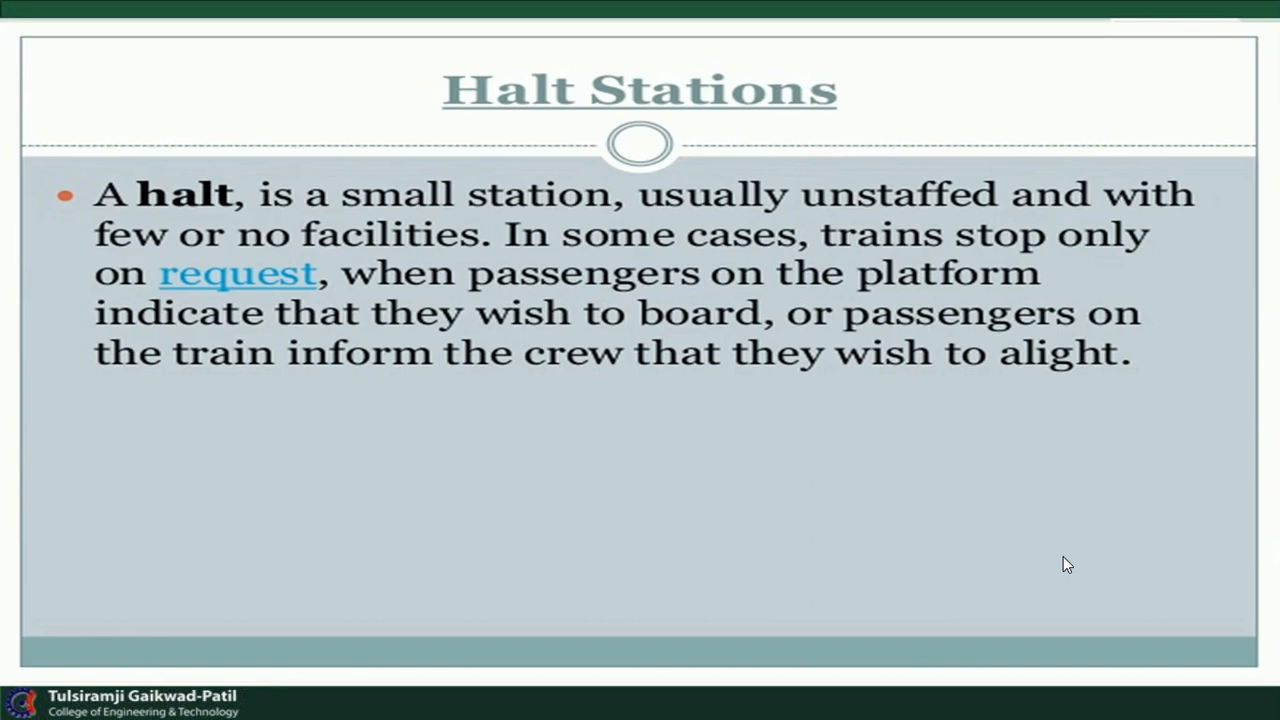 Halt Stations
• A halt, is a small station, usually unstaffed and with
few or no facilities. In some cases, trains stop only
on request, when passengers on the platform
indicate that they wish to board, or passengers on
the train inform the crew that they wish to alight.
Tulsiramji Gaikwad-Patil
College of Engineering & Technology